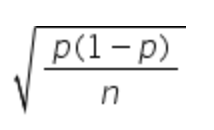 √(p(1 − p) / n)